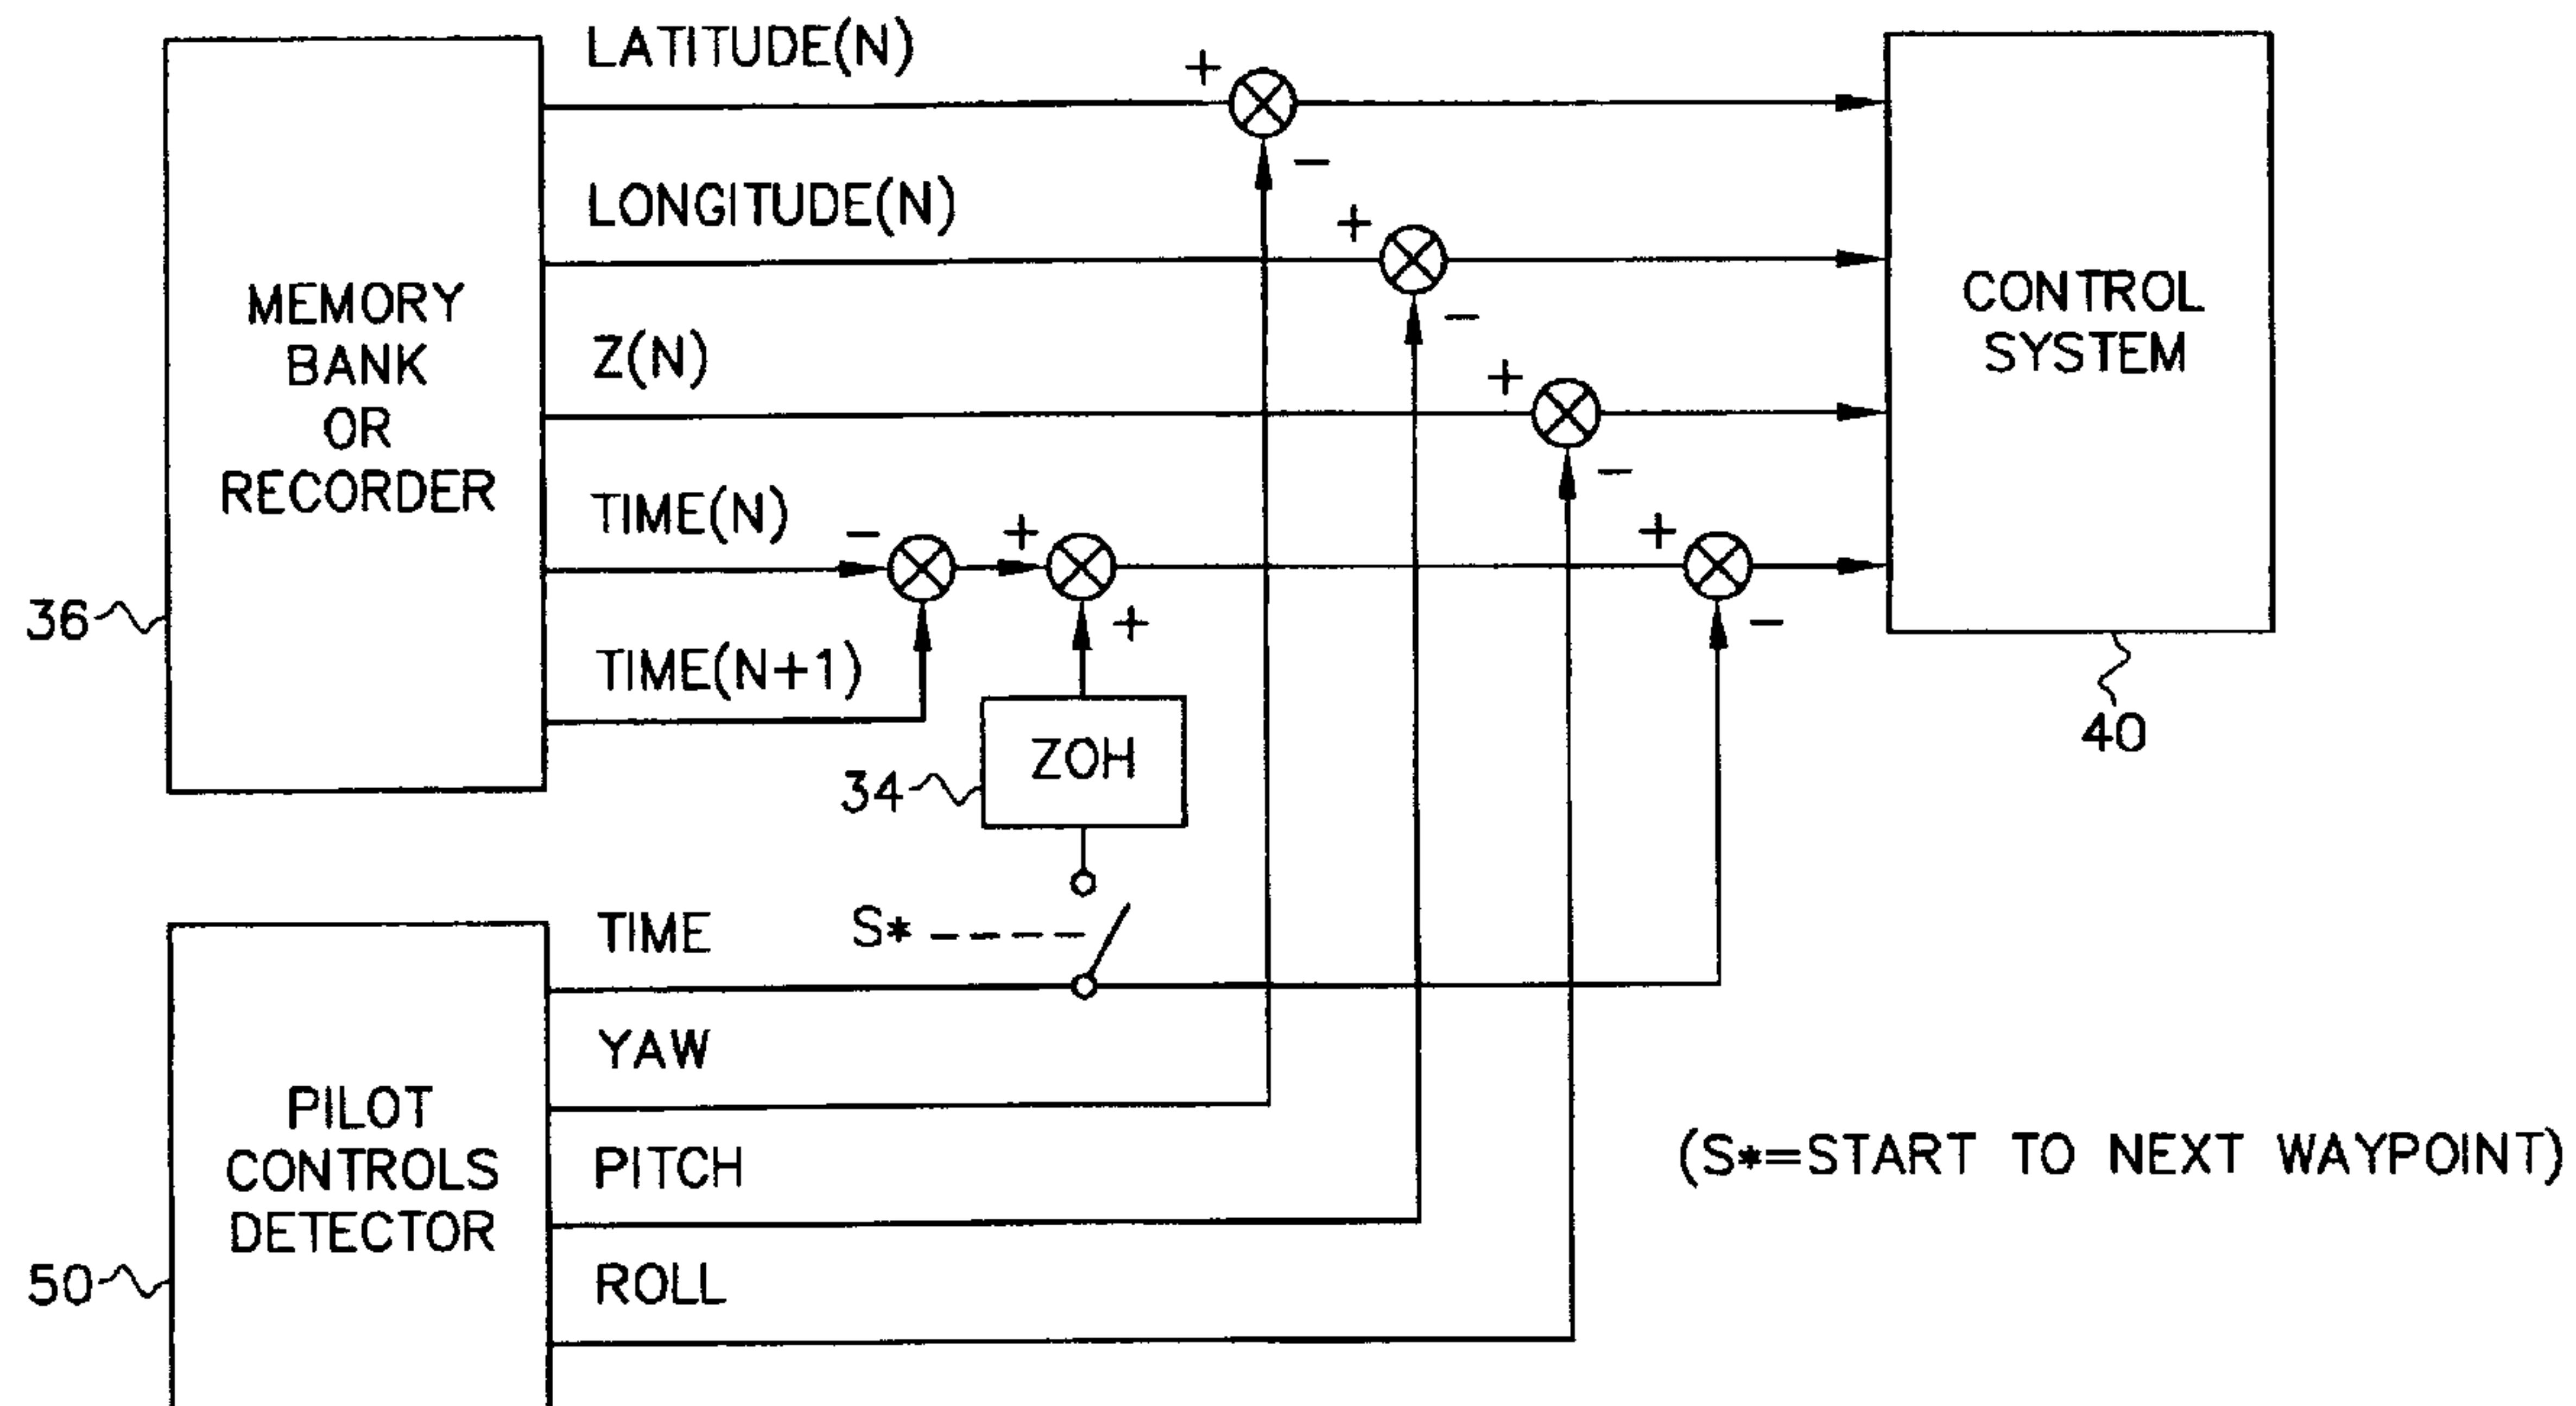 LATITUDE(N)
+
−
LONGITUDE(N)
+
−
MEMORY
BANK
OR
RECORDER
Z(N)
+
−
CONTROL
SYSTEM
TIME(N)
−
+
+
36
TIME(N+1)
+
−
40
34
ZOH
S*
TIME
YAW
PILOT
CONTROLS
DETECTOR
PITCH
(S*=START TO NEXT WAYPOINT)
50
ROLL